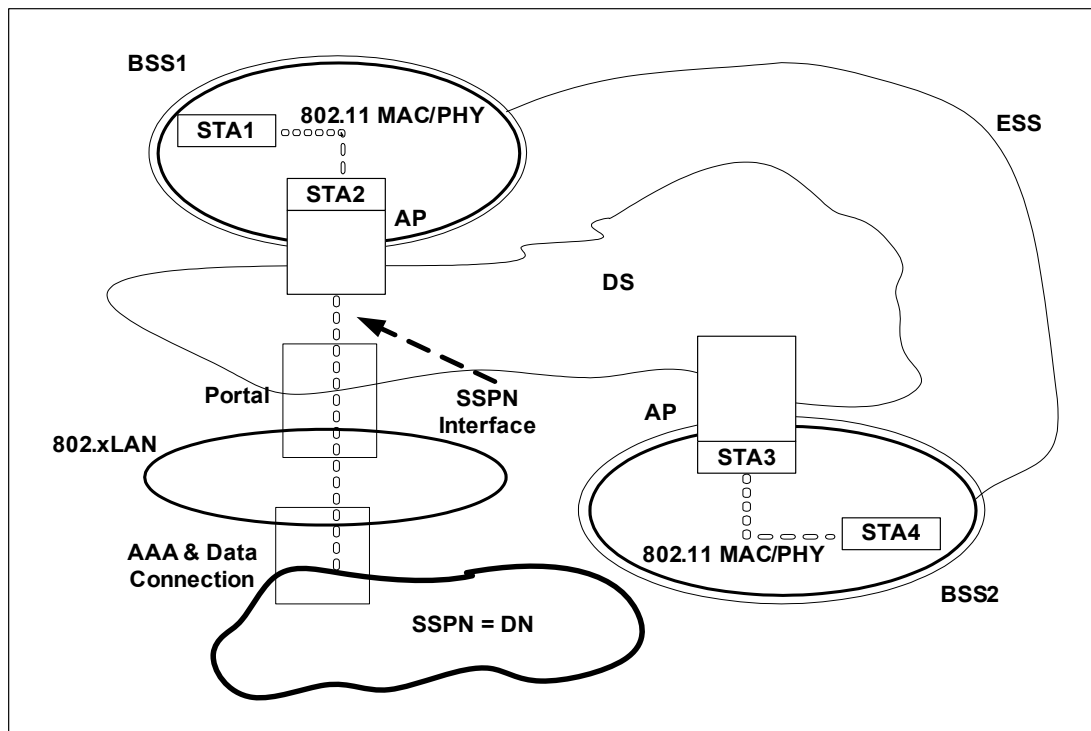 BSS1
802.11 MAC/PHY
STA1
ESS
STA2
AP
DS
Portal
SSPN
Interface
AP
802.xLAN
STA3
STA4
AAA & Data
Connection
802.11 MAC/PHY
BSS2
SSPN = DN